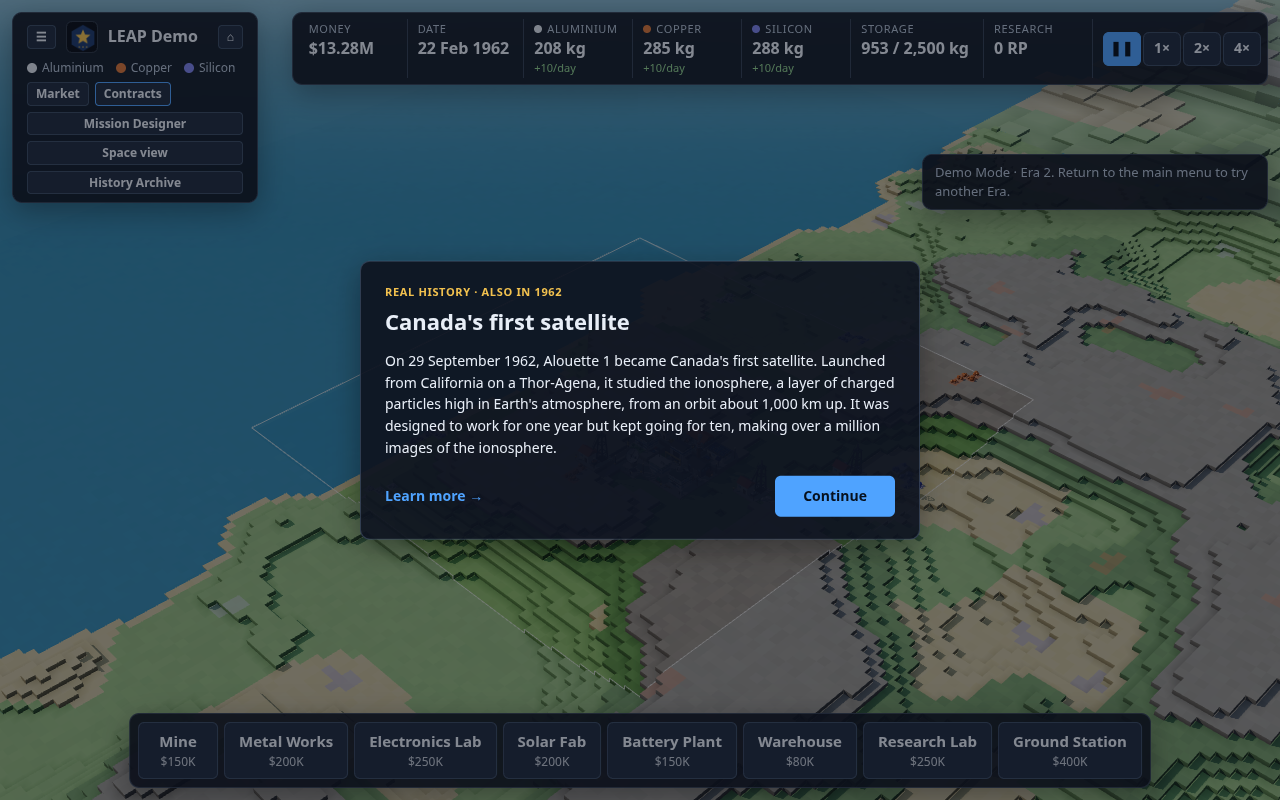 ☰ LEAP Demo ⌂
Aluminium Copper Silicon
Market Contracts
Mission Designer
Space view
History Archive
MONEY
$13.28M
DATE
22 Feb 1962
ALUMINIUM
208 kg
+10/day
COPPER
285 kg
+10/day
SILICON
288 kg
+10/day
STORAGE
953 / 2,500 kg
RESEARCH
0 RP
❚❚ 1× 2× 4×
Demo Mode · Era 2. Return to the main menu to try
another Era.
REAL HISTORY · ALSO IN 1962
Canada's first satellite
On 29 September 1962, Alouette 1 became Canada's first satellite. Launched
from California on a Thor-Agena, it studied the ionosphere, a layer of charged
particles high in Earth's atmosphere, from an orbit about 1,000 km up. It was
designed to work for one year but kept going for ten, making over a million
images of the ionosphere.
Learn more →
Continue
Mine
$150K
Metal Works
$200K
Electronics Lab
$250K
Solar Fab
$200K
Battery Plant
$150K
Warehouse
$80K
Research Lab
$250K
Ground Station
$400K